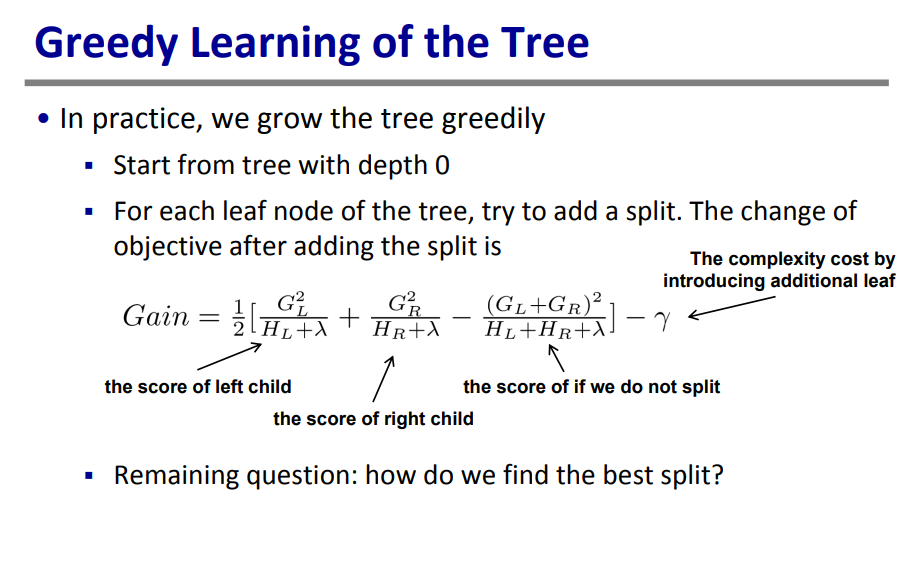 Greedy Learning of the Tree
• In practice, we grow the tree greedily
▪ Start from tree with depth 0
▪ For each leaf node of the tree, try to add a split. The change of
objective after adding the split is
The complexity cost by
introducing additional leaf
$Gain = \frac{1}{2}[\frac{G_L^2}{H_L+\lambda} + \frac{G_R^2}{H_R+\lambda} - \frac{(G_L+G_R)^2}{H_L+H_R+\lambda}] - \gamma$
the score of left child
the score of if we do not split
the score of right child
▪ Remaining question: how do we find the best split?